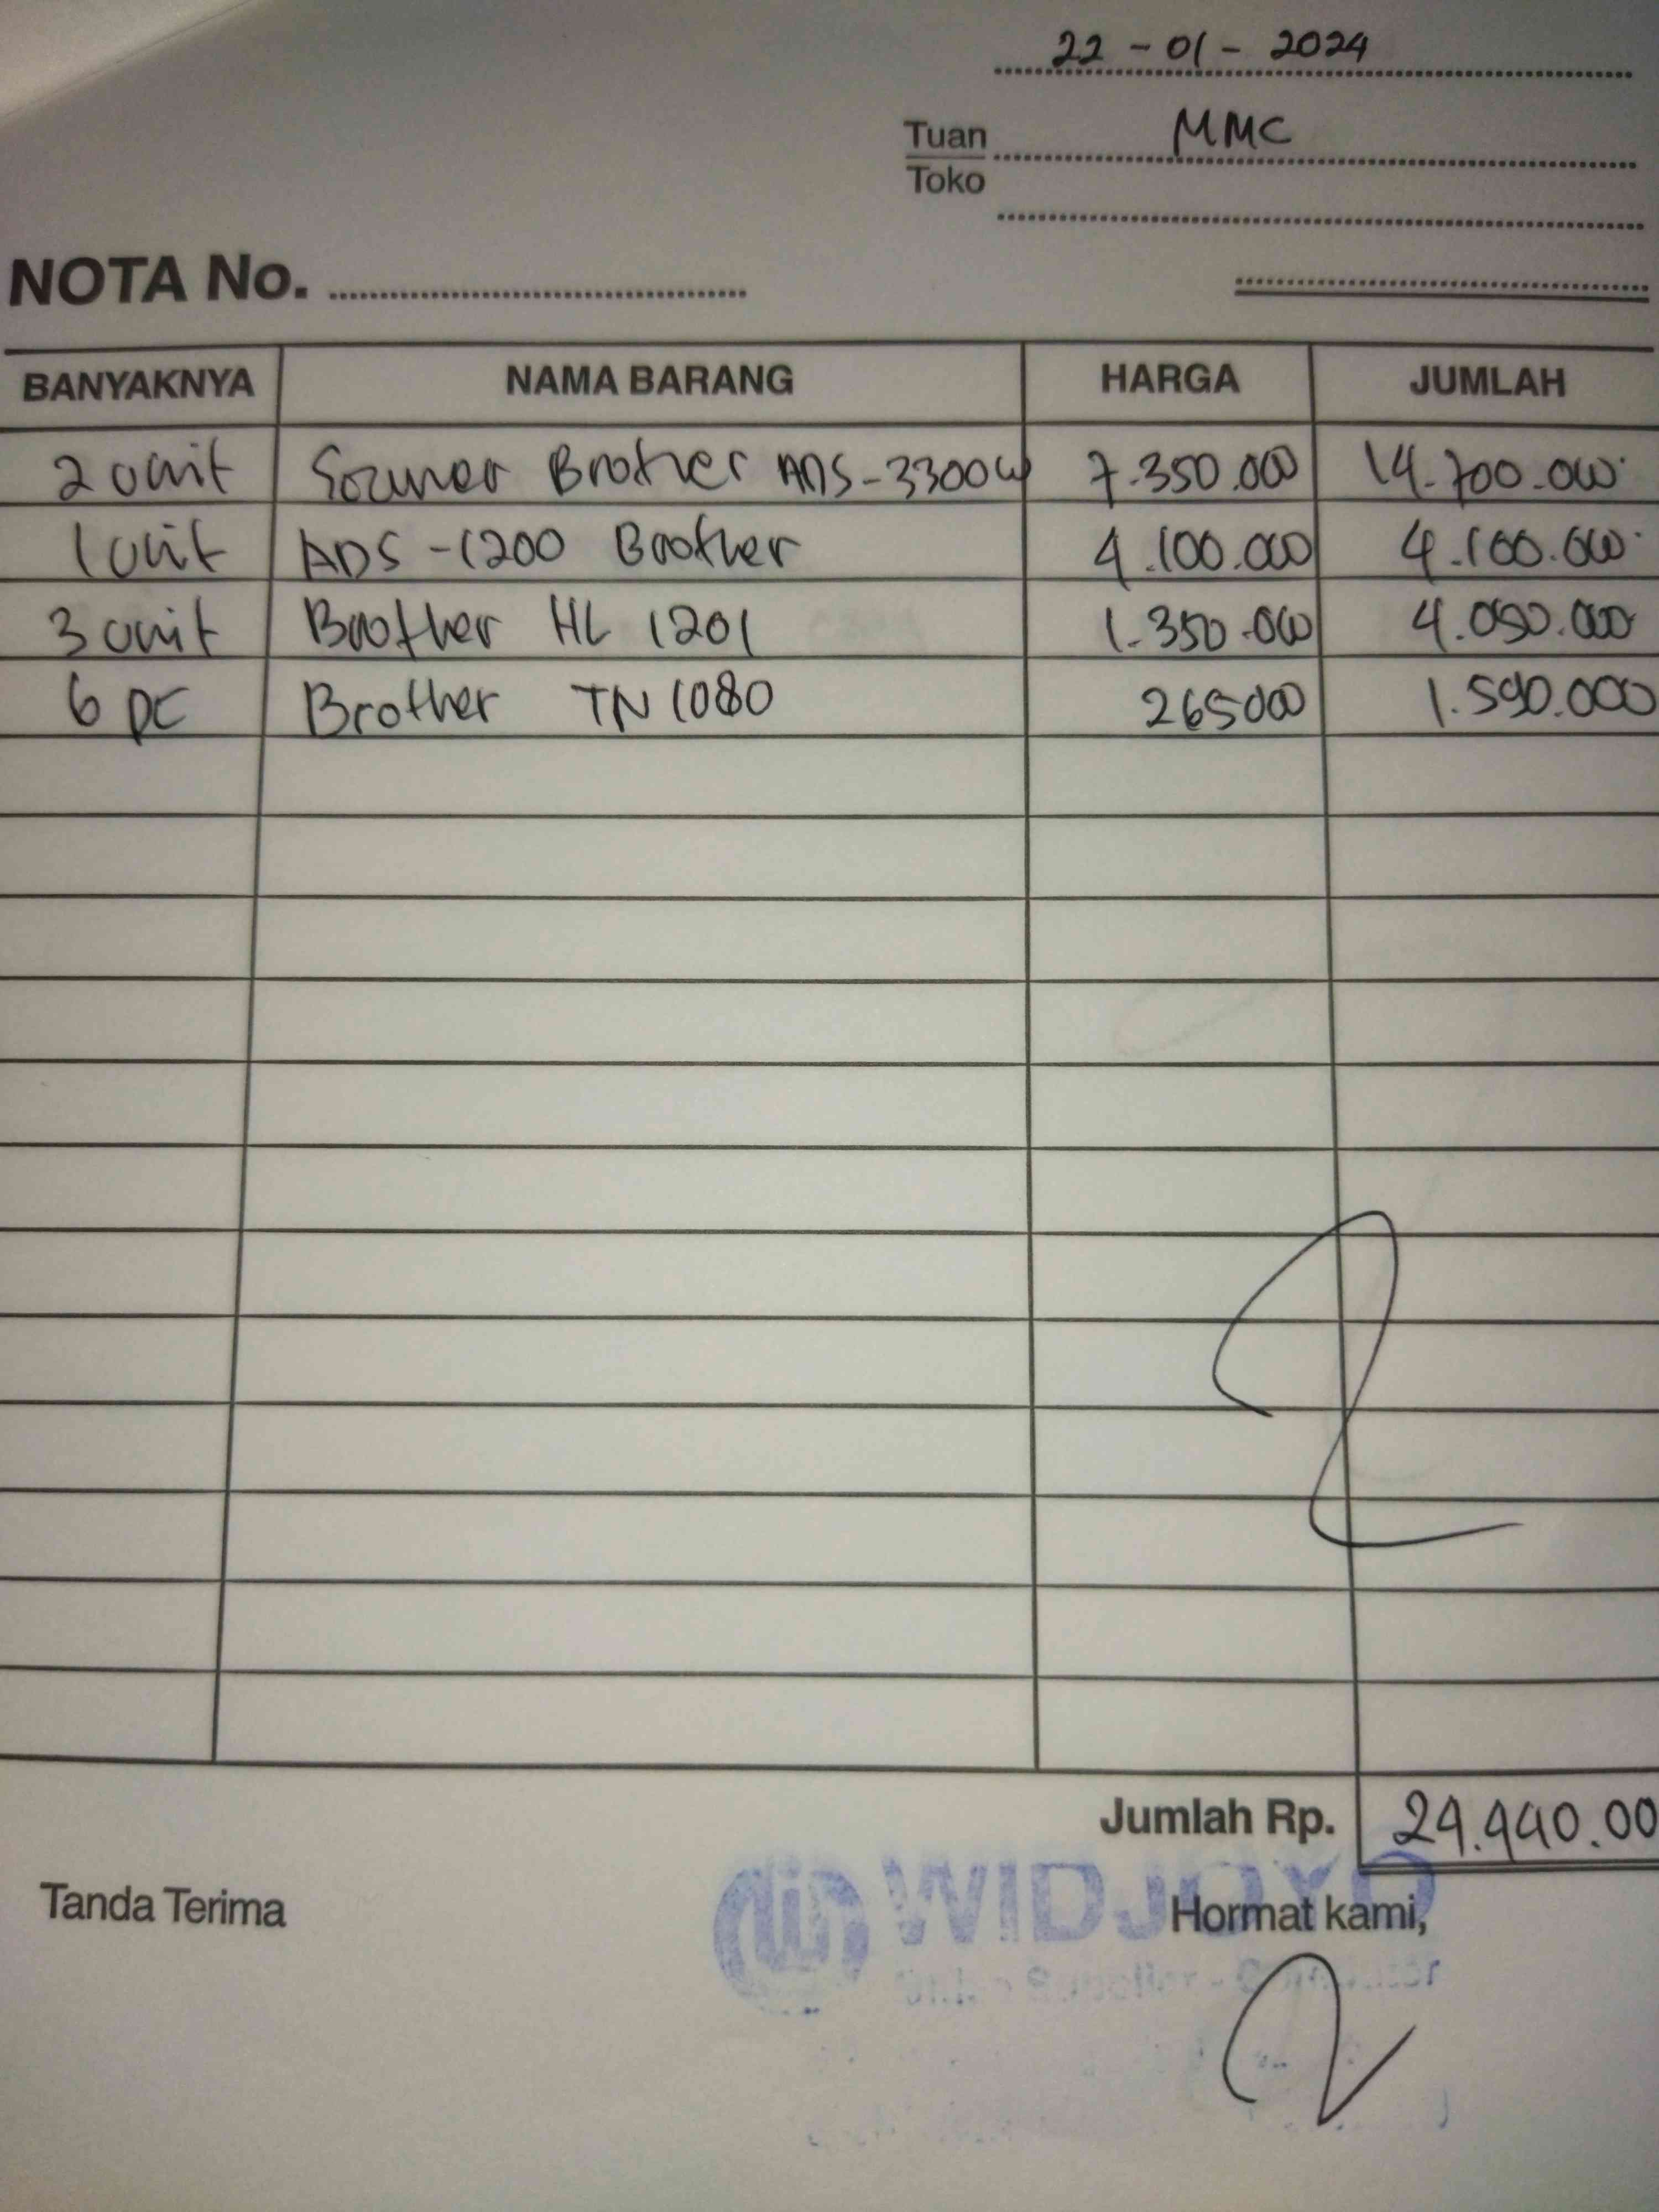 22 - 01 - 2024
Tuan MMC
Toko
NOTA No.
BANYAKNYA NAMA BARANG HARGA JUMLAH
2 unit Scanner Brother ADS-3300W 7.350.000 14.700.000
1 unit ADS-1200 Brother 4.100.000 4.100.000
3 unit Brother HL 1201 1.350.000 4.050.000
6 pc Brother TN 1080 265000 1.590.000
Jumlah Rp. 24.440.00
Tanda Terima
WIDJOYO
Hormat kami,